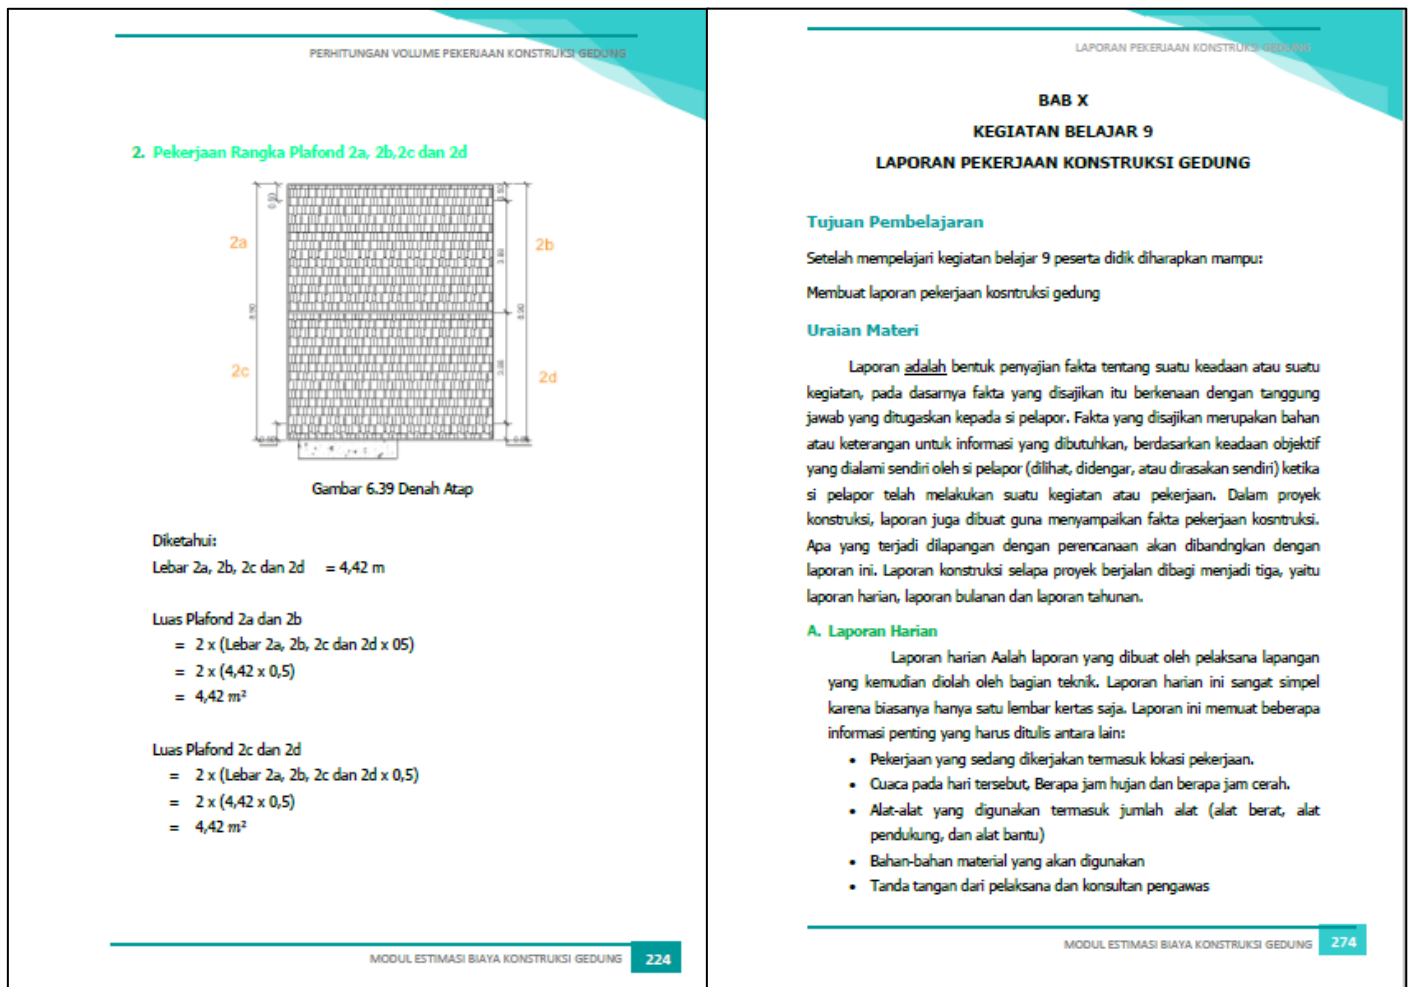 PERHITUNGAN VOLUME PEKERJAAN KONSTRUKSI GEDUNG
2. Pekerjaan Rangka Plafond 2a, 2b,2c dan 2d
2a
2b
2c
2d
Gambar 6.39 Denah Atap
Diketahui:
Lebar 2a, 2b, 2c dan 2d = 4,42 m
Luas Plafond 2a dan 2b
= 2 x (Lebar 2a, 2b, 2c dan 2d x 05)
= 2 x (4,42 x 0,5)
= 4,42 m²
Luas Plafond 2c dan 2d
= 2 x (Lebar 2a, 2b, 2c dan 2d x 0,5)
= 2 x (4,42 x 0,5)
= 4,42 m²
MODUL ESTIMASI BIAYA KONSTRUKSI GEDUNG 224
LAPORAN PEKERJAAN KONSTRUKSI GEDUNG
BAB X
KEGIATAN BELAJAR 9
LAPORAN PEKERJAAN KONSTRUKSI GEDUNG
Tujuan Pembelajaran
Setelah mempelajari kegiatan belajar 9 peserta didik diharapkan mampu:
Membuat laporan pekerjaan kosntruksi gedung
Uraian Materi
Laporan adalah bentuk penyajian fakta tentang suatu keadaan atau suatu
kegiatan, pada dasarnya fakta yang disajikan itu berkenaan dengan tanggung
jawab yang ditugaskan kepada si pelapor. Fakta yang disajikan merupakan bahan
atau keterangan untuk informasi yang dibutuhkan, berdasarkan keadaan objektif
yang dialami sendiri oleh si pelapor (dilihat, didengar, atau dirasakan sendiri) ketika
si pelapor telah melakukan suatu kegiatan atau pekerjaan. Dalam proyek
konstruksi, laporan juga dibuat guna menyampaikan fakta pekerjaan kosntruksi.
Apa yang terjadi dilapangan dengan perencanaan akan dibandngkan dengan
laporan ini. Laporan konstruksi selapa proyek berjalan dibagi menjadi tiga, yaitu
laporan harian, laporan bulanan dan laporan tahunan.
A. Laporan Harian
Laporan harian Aalah laporan yang dibuat oleh pelaksana lapangan
yang kemudian diolah oleh bagian teknik. Laporan harian ini sangat simpel
karena biasanya hanya satu lembar kertas saja. Laporan ini memuat beberapa
informasi penting yang harus ditulis antara lain:
• Pekerjaan yang sedang dikerjakan termasuk lokasi pekerjaan.
• Cuaca pada hari tersebut, Berapa jam hujan dan berapa jam cerah.
• Alat-alat yang digunakan termasuk jumlah alat (alat berat, alat
pendukung, dan alat bantu)
• Bahan-bahan material yang akan digunakan
• Tanda tangan dari pelaksana dan konsultan pengawas
MODUL ESTIMASI BIAYA KONSTRUKSI GEDUNG 274